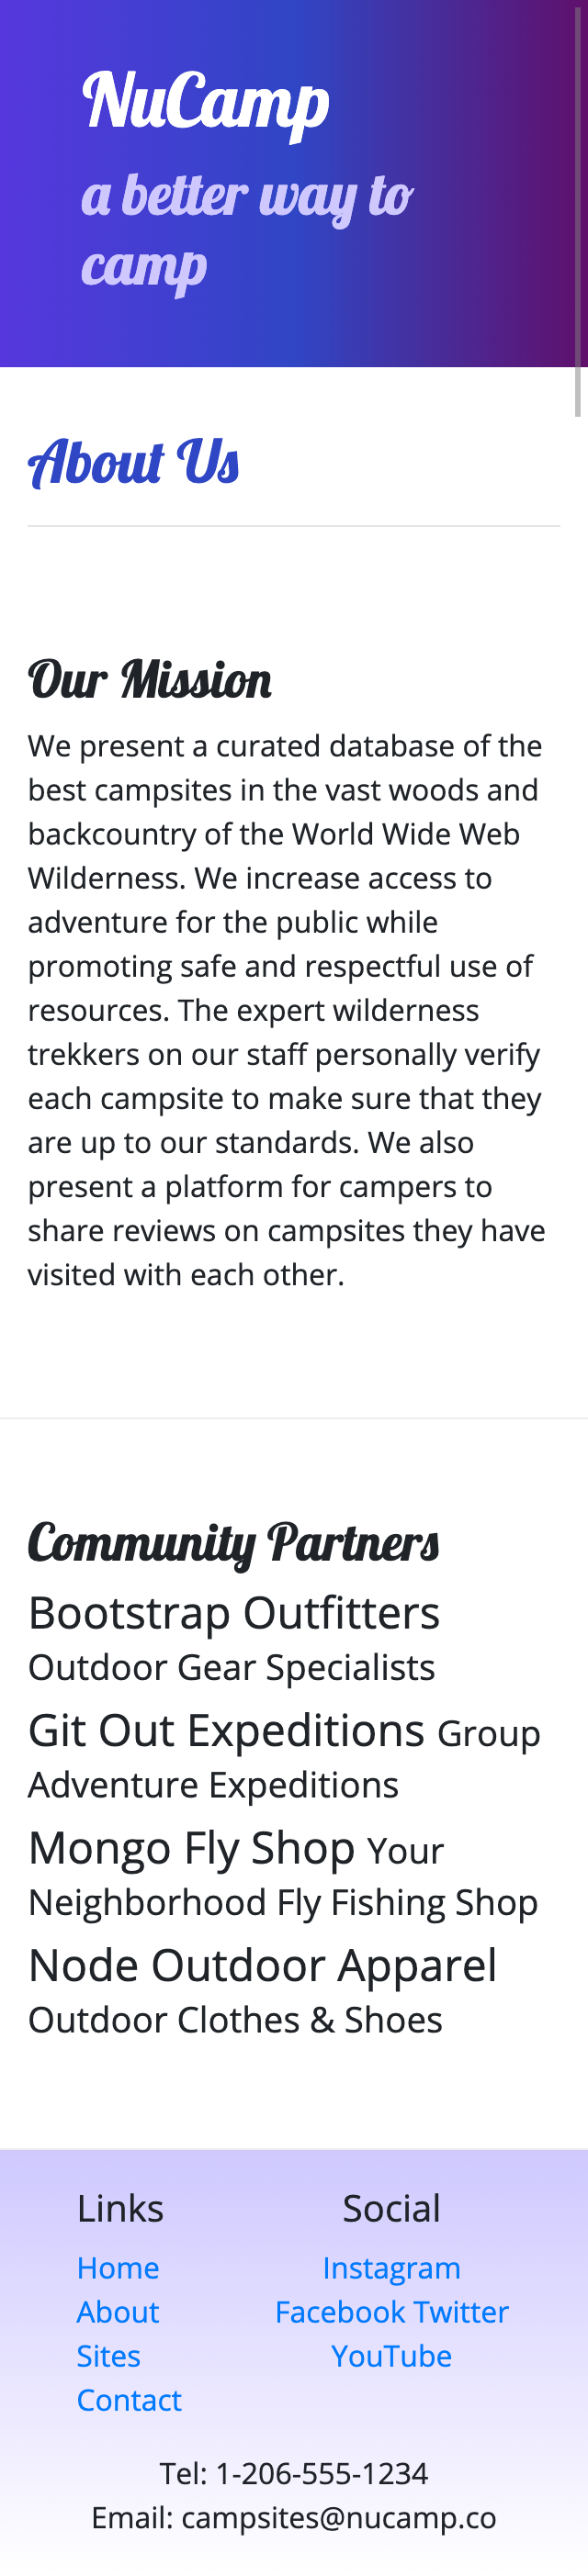 NuCamp
a better way to
camp
About Us
Our Mission
We present a curated database of the
best campsites in the vast woods and
backcountry of the World Wide Web
Wilderness. We increase access to
adventure for the public while
promoting safe and respectful use of
resources. The expert wilderness
trekkers on our staff personally verify
each campsite to make sure that they
are up to our standards. We also
present a platform for campers to
share reviews on campsites they have
visited with each other.
Community Partners
Bootstrap Outfitters
Outdoor Gear Specialists
Git Out Expeditions Group
Adventure Expeditions
Mongo Fly Shop Your
Neighborhood Fly Fishing Shop
Node Outdoor Apparel
Outdoor Clothes & Shoes
Links
Home
About
Sites
Contact
Social
Instagram
Facebook Twitter
YouTube
Tel: 1-206-555-1234
Email: campsites@nucamp.co